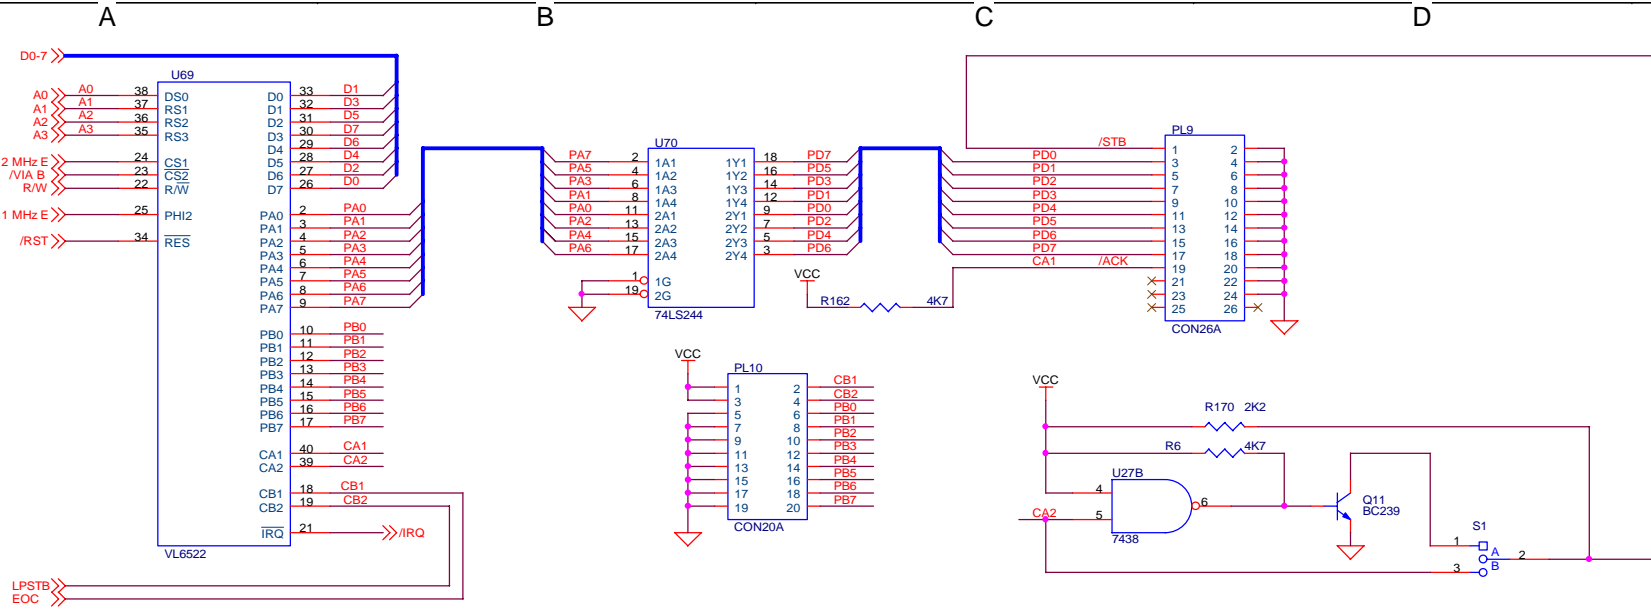 A B C D
D0-7
U69
A0 A0 38 DS0 D0 33 D1
A1 A1 37 RS1 D1 32 D3
A2 A2 36 RS2 D2 31 D5
A3 A3 35 RS3 D3 30 D7
D4 29 D6
2 MHz E 24 CS1 D5 28 D4
/VIA B 23 CS2 D6 27 D2
R/W 22 R/W D7 26 D0
1 MHz E 25 PHI2 PA0 2 PA0
PA1 3 PA1
/RST 34 RES PA2 4 PA2
PA3 5 PA3
PA4 6 PA4
PA5 7 PA5
PA6 8 PA6
PA7 9 PA7
PB0 10 PB0
PB1 11 PB1
PB2 12 PB2
PB3 13 PB3
PB4 14 PB4
PB5 15 PB5
PB6 16 PB6
PB7 17 PB7
CA1 40 CA1
CA2 39 CA2
CB1 18 CB1
CB2 19 CB2
IRQ 21 /IRQ
VL6522
LPSTB
EOC
U70
PA7 2 1A1 1Y1 18 PD7
PA5 4 1A2 1Y2 16 PD5
PA3 6 1A3 1Y3 14 PD3
PA1 8 1A4 1Y4 12 PD1
PA0 11 2A1 2Y1 9 PD0
PA2 13 2A2 2Y2 7 PD2
PA4 15 2A3 2Y3 5 PD4
PA6 17 2A4 2Y4 3 PD6
1 1G
19 2G
74LS244
VCC
R162 4K7
PL9
/STB 1 2
PD0 3 4
PD1 5 6
PD2 7 8
PD3 9 10
PD4 11 12
PD5 13 14
PD6 15 16
PD7 17 18
CA1 /ACK 19 20
21 22
23 24
25 26
CON26A
VCC
PL10
1 2 CB1
3 4 CB2
5 6 PB0
7 8 PB1
9 10 PB2
11 12 PB3
13 14 PB4
15 16 PB5
17 18 PB6
19 20 PB7
CON20A
VCC
R170 2K2
R6 4K7
U27B
4 6
CA2 5
7438
Q11
BC239
S1
1 A 2
3 B